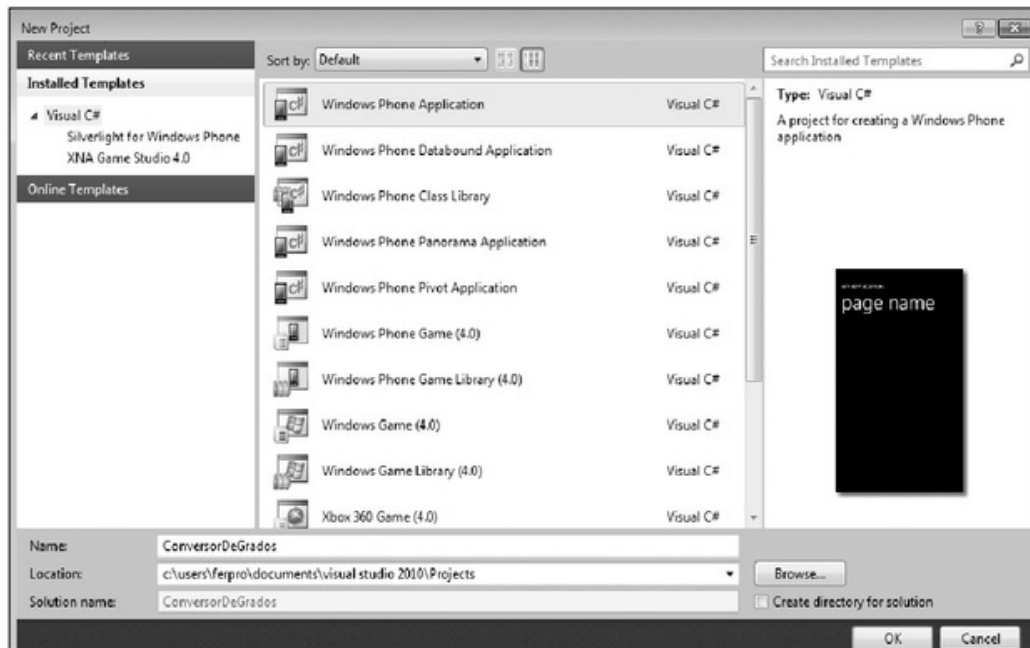 New Project
Recent Templates
Installed Templates
Visual C#
Silverlight for Windows Phone
XNA Game Studio 4.0
Online Templates
Sort by: Default
Windows Phone Application Visual C#
Windows Phone Databound Application Visual C#
Windows Phone Class Library Visual C#
Windows Phone Panorama Application Visual C#
Windows Phone Pivot Application Visual C#
Windows Phone Game (4.0) Visual C#
Windows Phone Game Library (4.0) Visual C#
Windows Game (4.0) Visual C#
Windows Game Library (4.0) Visual C#
Xbox 360 Game (4.0) Visual C#
Search Installed Templates
Type: Visual C#
A project for creating a Windows Phone
application
page name
Name: ConversorDeGrados
Location: c:\users\ferpro\documents\visual studio 2010\Projects
Browse...
Solution name: ConversorDeGrados
Create directory for solution
OK Cancel